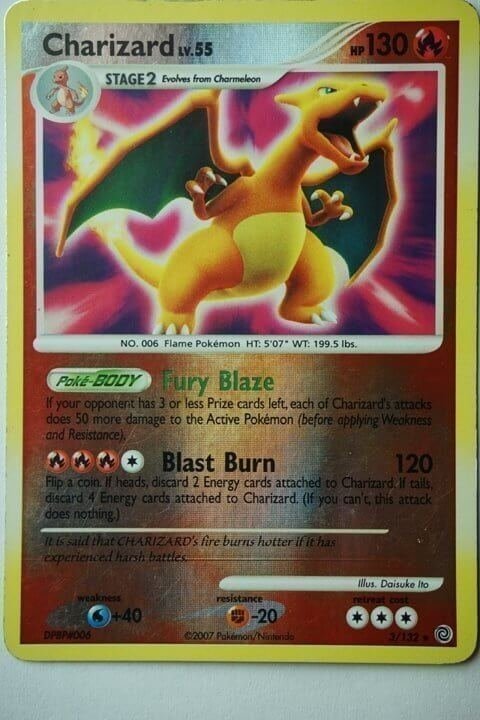 Charizard LV.55 HP 130
STAGE 2 Evolves from Charmeleon
NO. 006 Flame Pokémon HT: 5'07" WT: 199.5 lbs.
Poké-BODY Fury Blaze
If your opponent has 3 or less Prize cards left, each of Charizard's attacks
does 50 more damage to the Active Pokémon (before applying Weakness
and Resistance).
Blast Burn 120
Flip a coin. If heads, discard 2 Energy cards attached to Charizard. If tails,
discard 4 Energy cards attached to Charizard. (If you can't, this attack
does nothing.)
It is said that CHARIZARD's fire burns hotter if it has
experienced harsh battles.
Illus. Daisuke Ito
weakness resistance retreat cost
+40 -20
DPBP#006 ©2007 Pokémon/Nintendo 3/132 ★